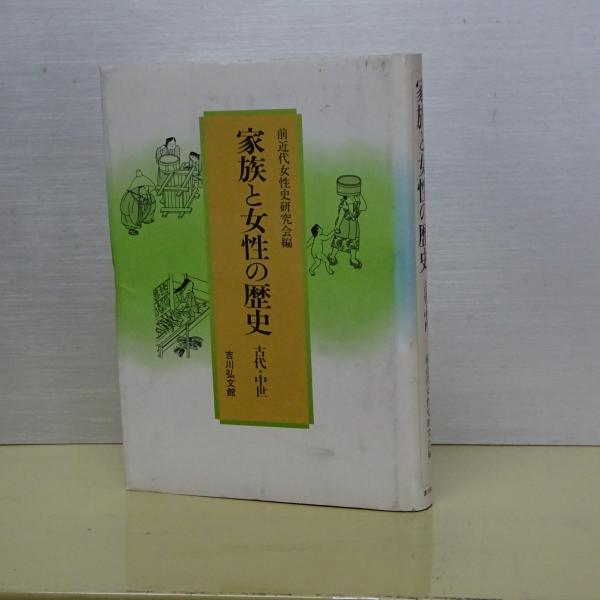 前近代女性史研究会編
家族と女性の歴史
古代・中世
吉川弘文館
家族と女性の歴史